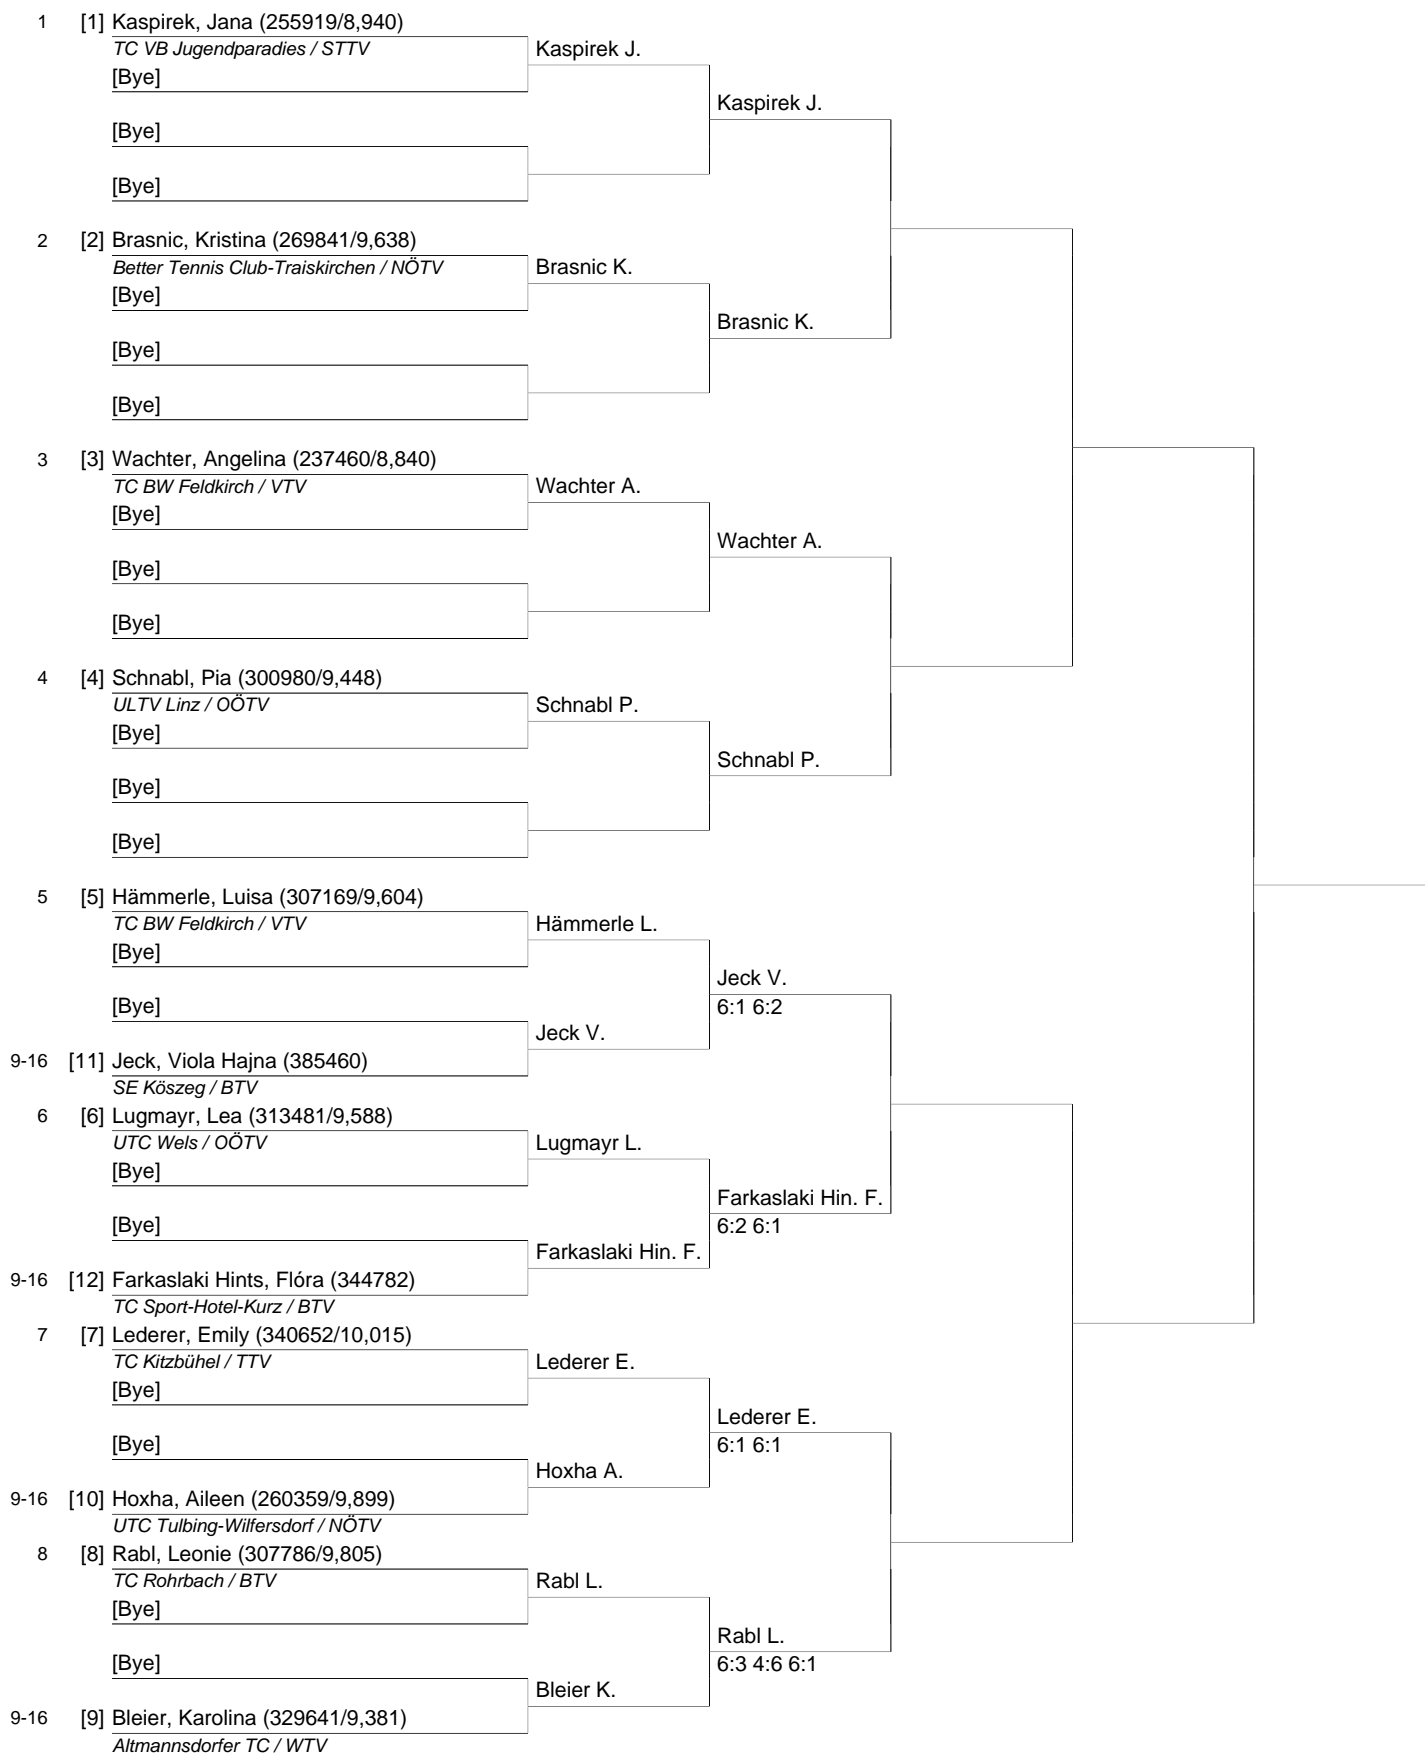 1 [1] Kaspirek, Jana (255919/8,940)
TC VB Jugendparadies / STTV
Kaspirek J.
[Bye]
Kaspirek J.
[Bye]
[Bye]
2 [2] Brasnic, Kristina (269841/9,638)
Better Tennis Club-Traiskirchen / NÖTV
Brasnic K.
[Bye]
Brasnic K.
[Bye]
[Bye]
3 [3] Wachter, Angelina (237460/8,840)
TC BW Feldkirch / VTV
Wachter A.
[Bye]
Wachter A.
[Bye]
[Bye]
4 [4] Schnabl, Pia (300980/9,448)
ULTV Linz / OÖTV
Schnabl P.
[Bye]
Schnabl P.
[Bye]
[Bye]
5 [5] Hämmerle, Luisa (307169/9,604)
TC BW Feldkirch / VTV
Hämmerle L.
[Bye]
Jeck V.
[Bye]
6:1 6:2
Jeck V.
9-16 [11] Jeck, Viola Hajna (385460)
SE Köszeg / BTV
6 [6] Lugmayr, Lea (313481/9,588)
UTC Wels / OÖTV
Lugmayr L.
[Bye]
Farkaslaki Hin. F.
[Bye]
6:2 6:1
Farkaslaki Hin. F.
9-16 [12] Farkaslaki Hints, Flóra (344782)
TC Sport-Hotel-Kurz / BTV
7 [7] Lederer, Emily (340652/10,015)
TC Kitzbühel / TTV
Lederer E.
[Bye]
Lederer E.
[Bye]
6:1 6:1
Hoxha A.
9-16 [10] Hoxha, Aileen (260359/9,899)
UTC Tulbing-Wilfersdorf / NÖTV
8 [8] Rabl, Leonie (307786/9,805)
TC Rohrbach / BTV
Rabl L.
[Bye]
Rabl L.
[Bye]
6:3 4:6 6:1
Bleier K.
9-16 [9] Bleier, Karolina (329641/9,381)
Altmannsdorfer TC / WTV